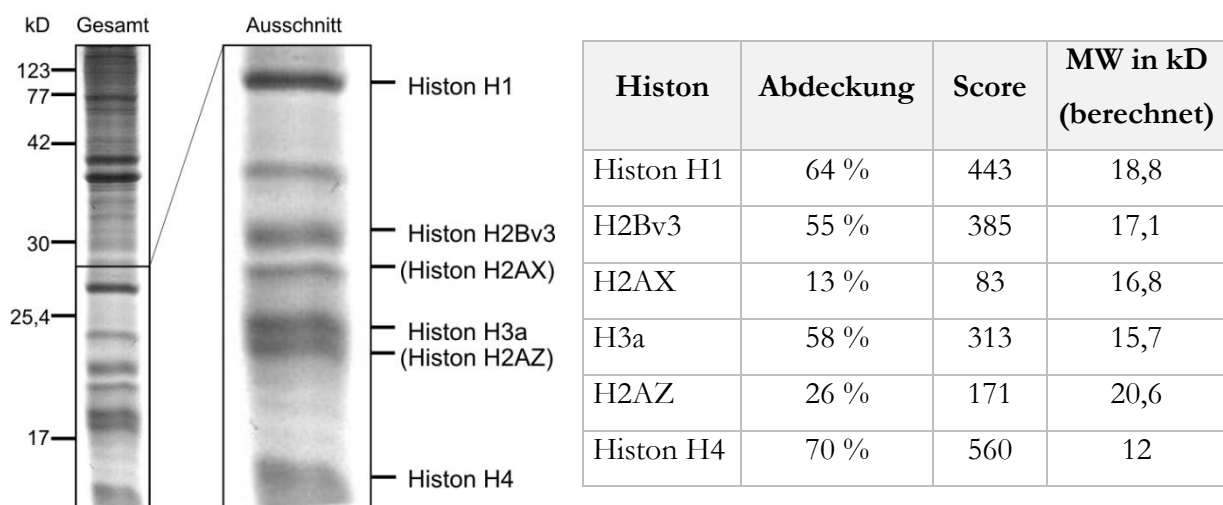 kD Gesamt Ausschnitt
123
77
42
30
25,4
17
Histon H1
Histon H2Bv3
(Histon H2AX)
Histon H3a
(Histon H2AZ)
Histon H4
Histon Abdeckung Score MW in kD (berechnet)
Histon H1 64 % 443 18,8
H2Bv3 55 % 385 17,1
H2AX 13 % 83 16,8
H3a 58 % 313 15,7
H2AZ 26 % 171 20,6
Histon H4 70 % 560 12